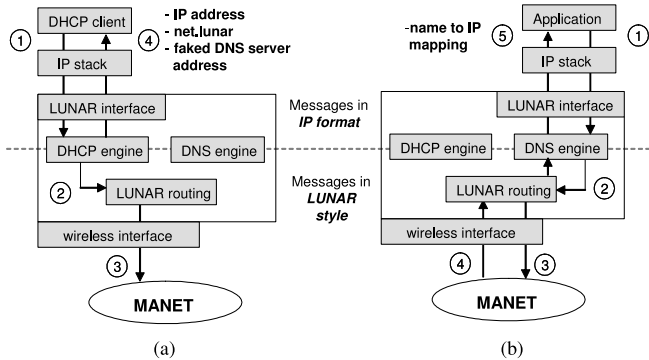 DHCP client
- IP address
- net.lunar
- faked DNS server
address
1
4
IP stack
LUNAR interface
DHCP engine
DNS engine
2
LUNAR routing
wireless interface
3
MANET
(a)
Messages in
IP format
Messages in
LUNAR
style
-name to IP
mapping
Application
5
1
IP stack
LUNAR interface
DHCP engine
DNS engine
2
LUNAR routing
wireless interface
4
3
MANET
(b)